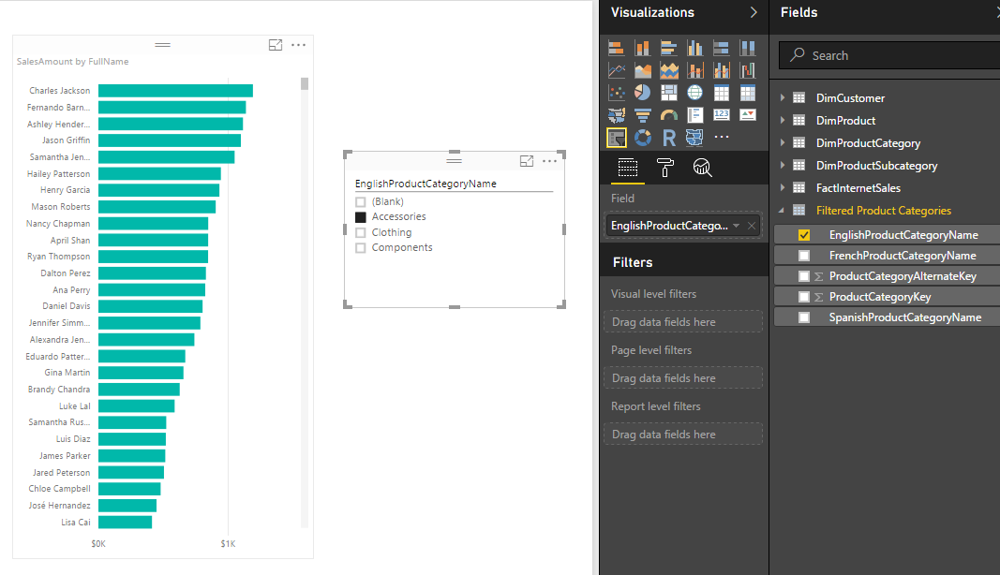 SalesAmount by FullName
Charles Jackson
Fernando Barn...
Ashley Hender...
Jason Griffin
Samantha Jen...
Hailey Patterson
Henry Garcia
Mason Roberts
Nancy Chapman
April Shan
Ryan Thompson
Dalton Perez
Ana Perry
Daniel Davis
Jennifer Simm...
Alexandra Jen...
Eduardo Patter...
Gina Martin
Brandy Chandra
Luke Lal
Samantha Rus...
Luis Diaz
James Parker
Jared Peterson
Chloe Campbell
José Hernandez
Lisa Cai
$0K $1K
EnglishProductCategoryName
(Blank)
Accessories
Clothing
Components
Visualizations
123
R
Field
EnglishProductCatego...
Filters
Visual level filters
Drag data fields here
Page level filters
Drag data fields here
Report level filters
Drag data fields here
Fields
Search
DimCustomer
DimProduct
DimProductCategory
DimProductSubcategory
FactInternetSales
Filtered Product Categories
EnglishProductCategoryName
FrenchProductCategoryName
Σ ProductCategoryAlternateKey
Σ ProductCategoryKey
SpanishProductCategoryName